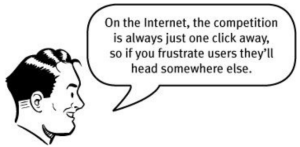 On the Internet, the competition
is always just one click away,
so if you frustrate users they'll
head somewhere else.